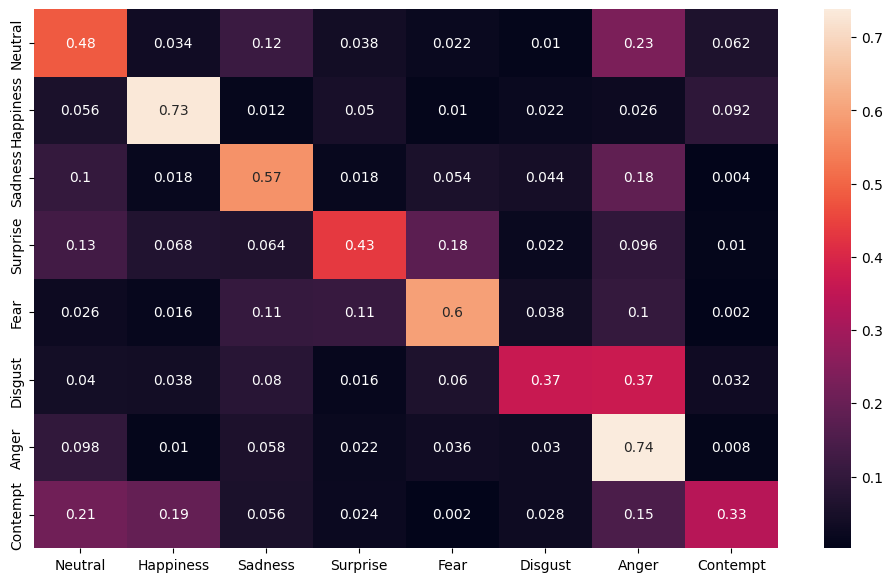 Neutral 0.48 0.034 0.12 0.038 0.022 0.01 0.23 0.062
Happiness 0.056 0.73 0.012 0.05 0.01 0.022 0.026 0.092
Sadness 0.1 0.018 0.57 0.018 0.054 0.044 0.18 0.004
Surprise 0.13 0.068 0.064 0.43 0.18 0.022 0.096 0.01
Fear 0.026 0.016 0.11 0.11 0.6 0.038 0.1 0.002
Disgust 0.04 0.038 0.08 0.016 0.06 0.37 0.37 0.032
Anger 0.098 0.01 0.058 0.022 0.036 0.03 0.74 0.008
Contempt 0.21 0.19 0.056 0.024 0.002 0.028 0.15 0.33
Neutral Happiness Sadness Surprise Fear Disgust Anger Contempt
0.7
0.6
0.5
0.4
0.3
0.2
0.1